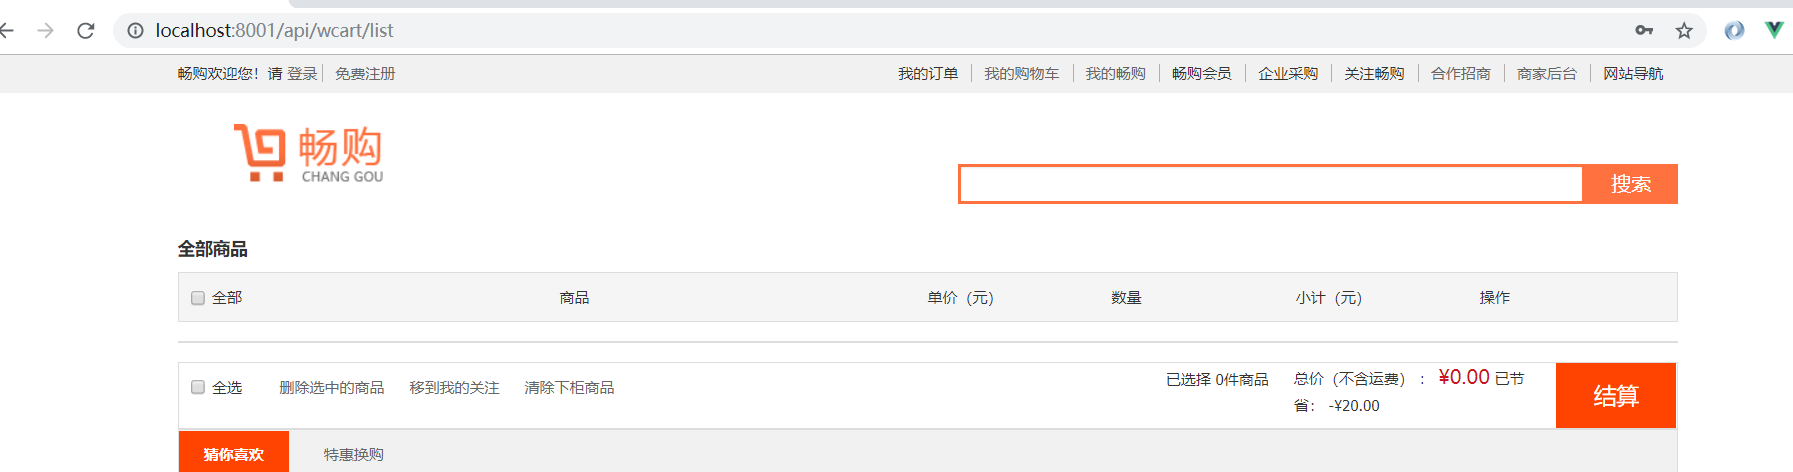 localhost:8001/api/wcart/list
畅购欢迎您！请 登录 免费注册 我的订单 我的购物车 我的畅购 畅购会员 企业采购 关注畅购 合作招商 商家后台 网站导航
畅购
CHANG GOU
搜索
全部商品
全部 商品 单价（元） 数量 小计（元） 操作
全选 删除选中的商品 移到我的关注 清除下柜商品 已选择 0件商品 总价（不含运费） ： ¥0.00 已节
省： -¥20.00
结算
猜你喜欢 特惠换购